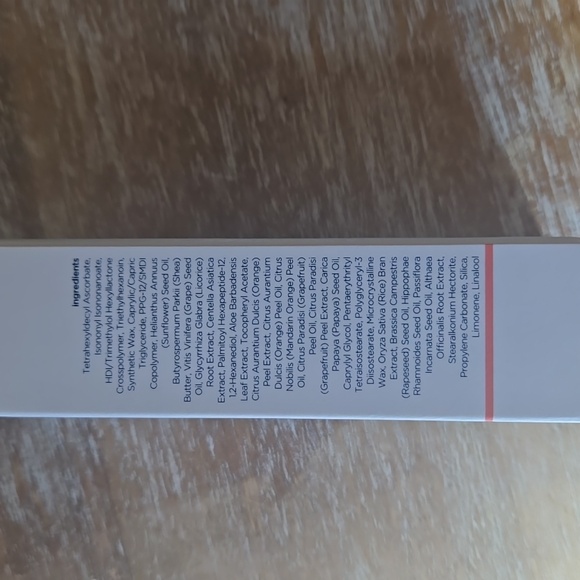 Ingredients
Tetrahexyldecyl Ascorbate,
Isononyl Isononanoate,
HDI/Trimethylol Hexyllactone
Crosspolymer, Triethylhexanoin,
Synthetic Wax, Caprylic/Capric
Triglyceride, PPG-12/SMDI
Copolymer, Helianthus Annuus
(Sunflower) Seed Oil,
Butyrospermum Parkii (Shea)
Butter, Vitis Vinifera (Grape) Seed
Oil, Glycyrrhiza Glabra (Licorice)
Root Extract, Centella Asiatica
Extract, Palmitoyl Hexapeptide-12,
1,2-Hexanediol, Aloe Barbadensis
Leaf Extract, Tocopheryl Acetate,
Citrus Aurantium Dulcis (Orange)
Peel Extract, Citrus Aurantium
Dulcis (Orange) Peel Oil, Citrus
Nobilis (Mandarin Orange) Peel
Oil, Citrus Paradisi (Grapefruit)
Peel Oil, Citrus Paradisi
(Grapefruit) Peel Extract, Carica
Papaya (Papaya) Seed Oil,
Caprylyl Glycol, Pentaerythrityl
Tetraisostearate, Polyglyceryl-3
Diisostearate, Microcrystalline
Wax, Oryza Sativa (Rice) Bran
Extract, Brassica Campestris
(Rapeseed) Seed Oil, Hippophae
Rhamnoides Seed Oil, Passiflora
Incarnata Seed Oil, Althaea
Officinalis Root Extract,
Stearalkonium Hectorite,
Propylene Carbonate, Silica,
Limonene, Linalool